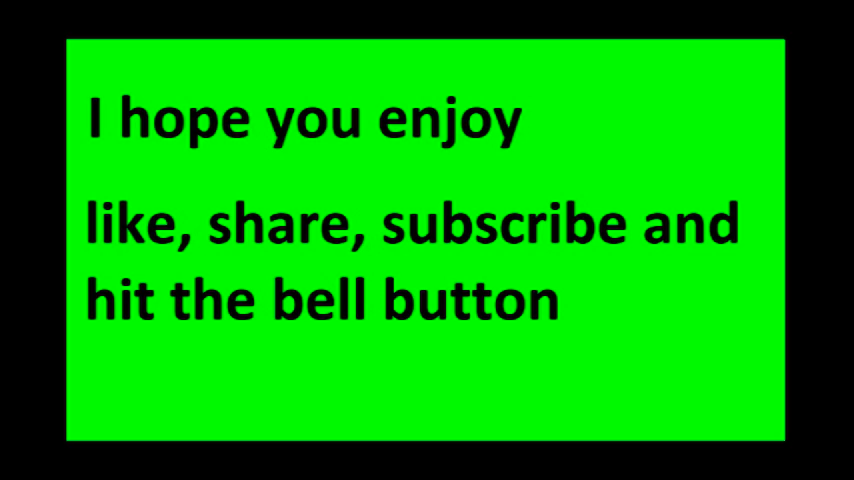 I hope you enjoy
like, share, subscribe and
hit the bell button